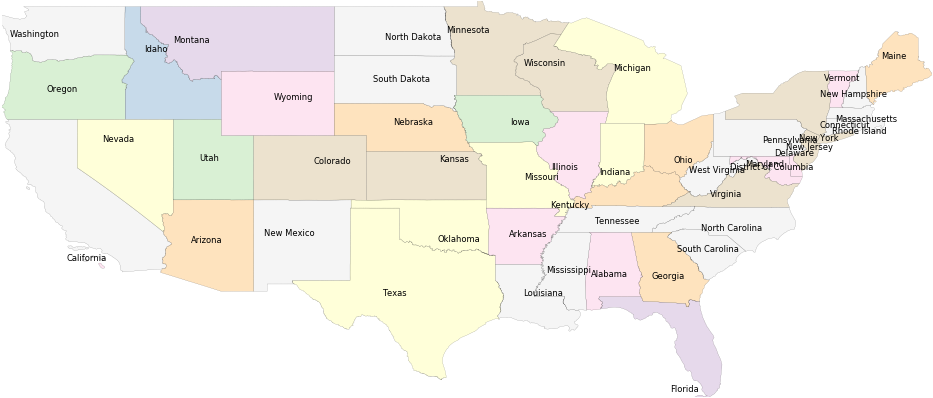 Washington
Idaho
Montana
North Dakota
Minnesota
Wisconsin
Michigan
Maine
Vermont
New Hampshire
Oregon
Wyoming
South Dakota
Iowa
Massachusetts
Connecticut
Rhode Island
Nevada
Utah
Colorado
Nebraska
Kansas
Missouri
Illinois
Indiana
Ohio
Pennsylvania
New York
New Jersey
Delaware
Maryland
District of Columbia
West Virginia
Virginia
Kentucky
California
Arizona
New Mexico
Oklahoma
Arkansas
Tennessee
North Carolina
South Carolina
Texas
Louisiana
Mississippi
Alabama
Georgia
Florida